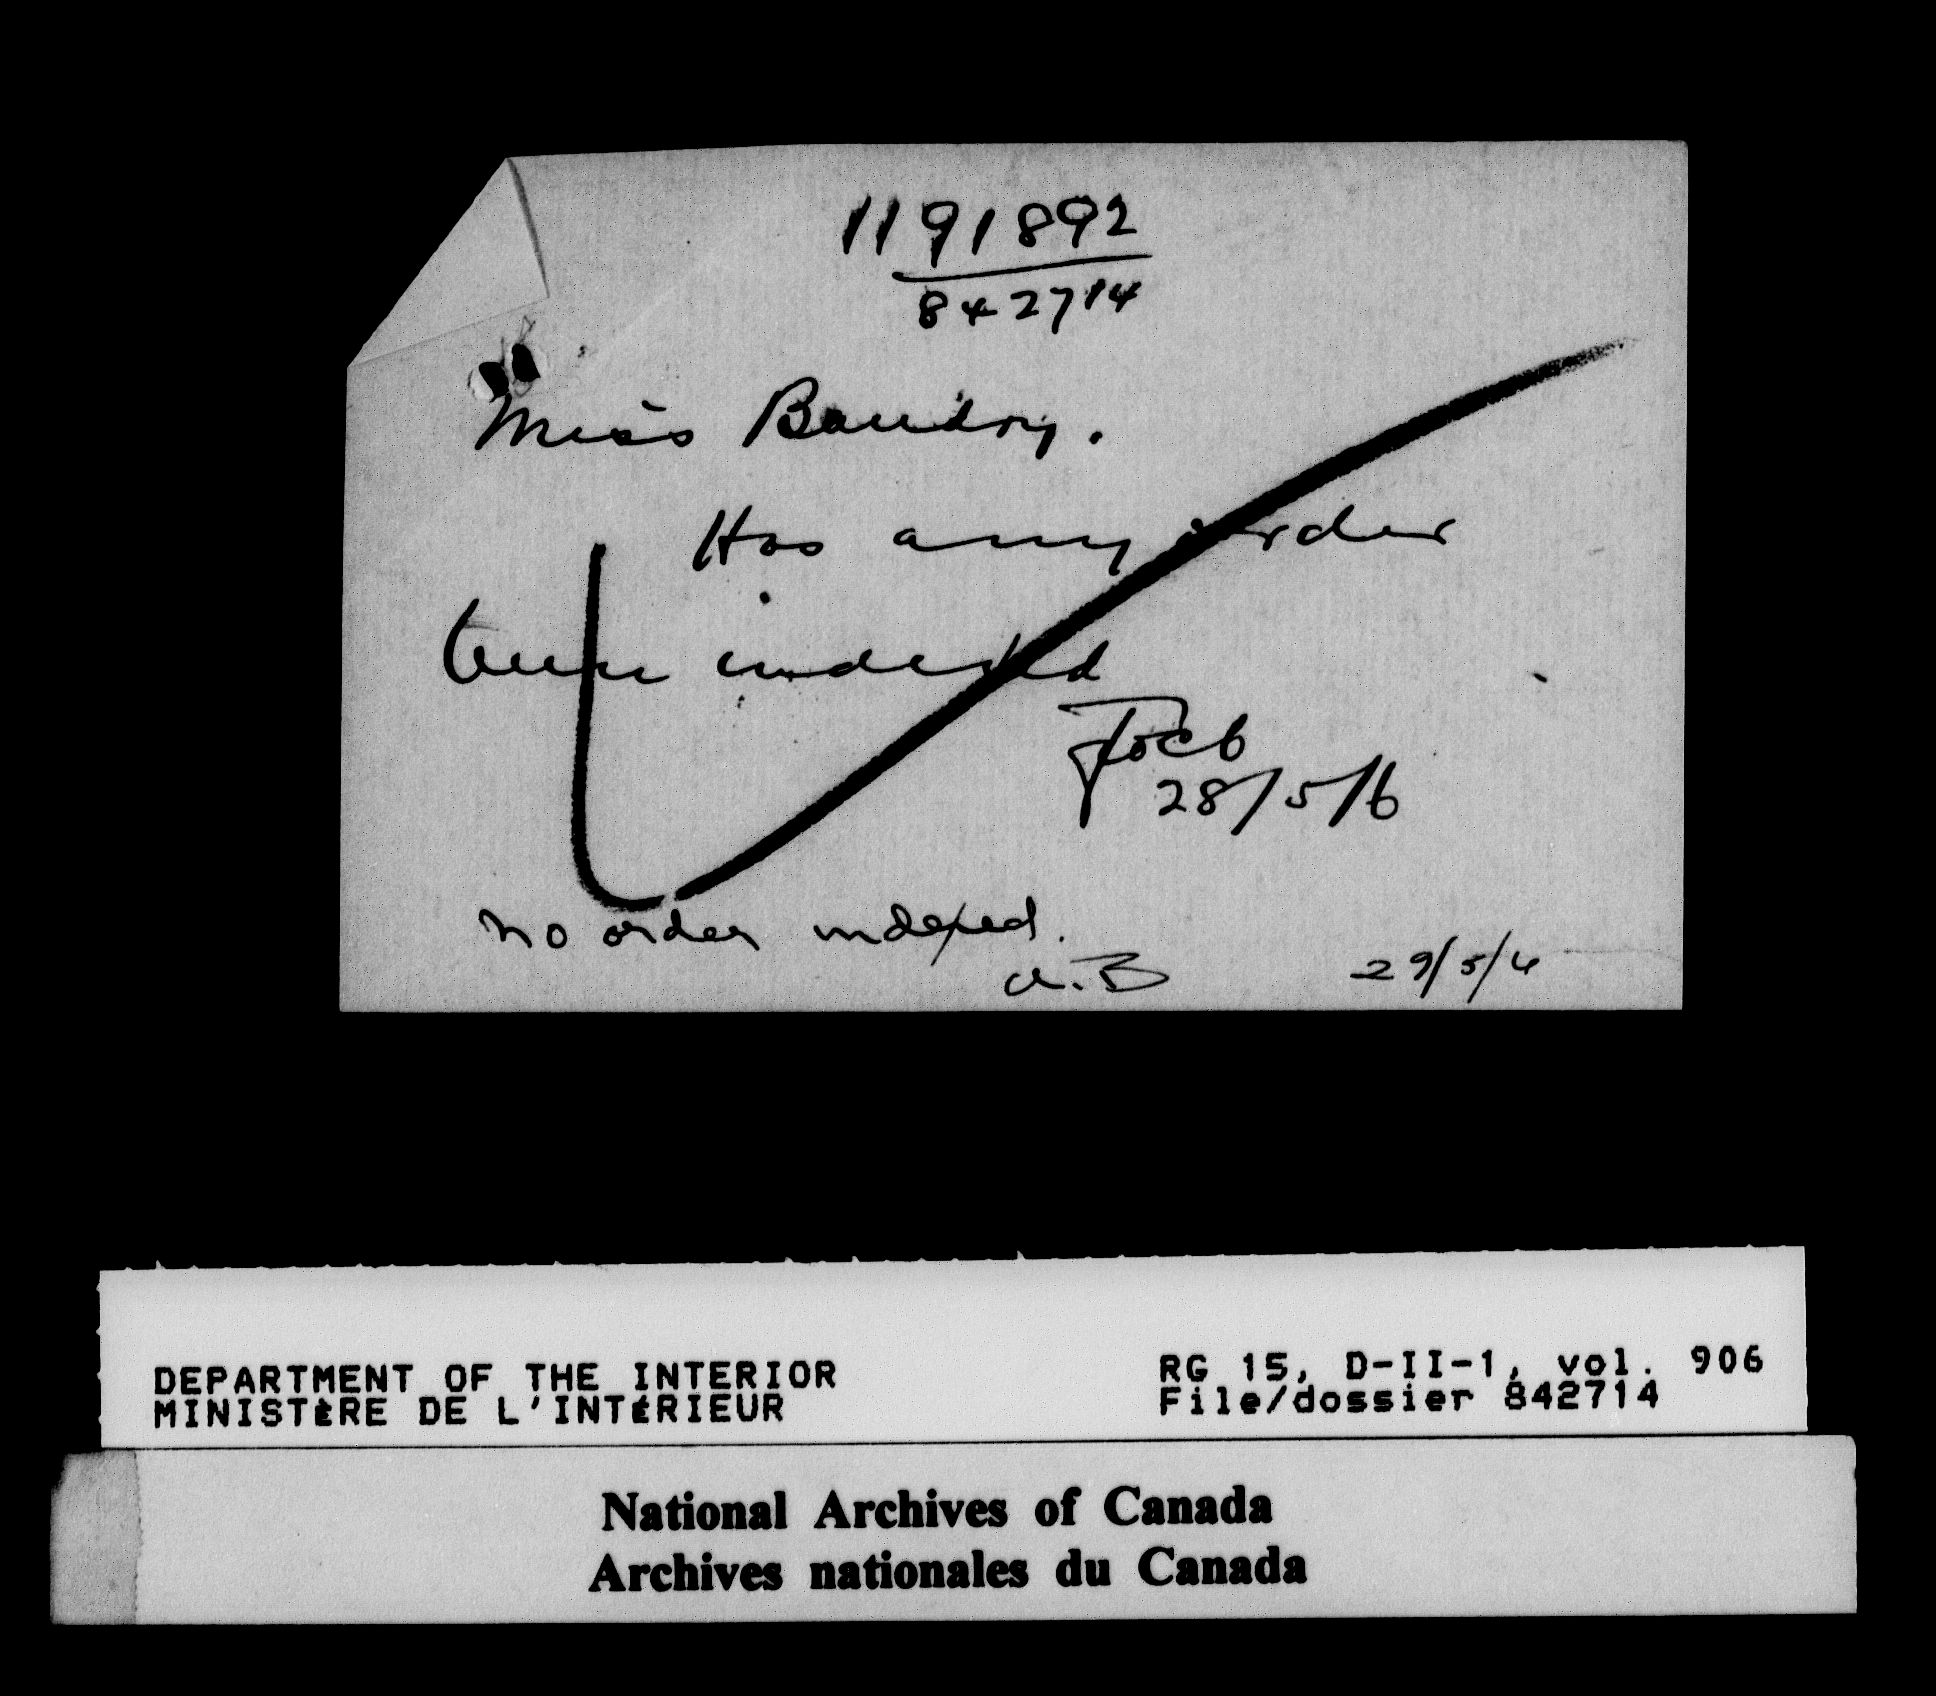 1191892
842714
Miss Baudry.
Has any order
been indexed
28/5/6
no order indexed.
A.B 29/5/6
DEPARTMENT OF THE INTERIOR
MINISTÈRE DE L'INTÉRIEUR
RG 15, D-II-1, vol. 906
File/dossier 842714
National Archives of Canada
Archives nationales du Canada